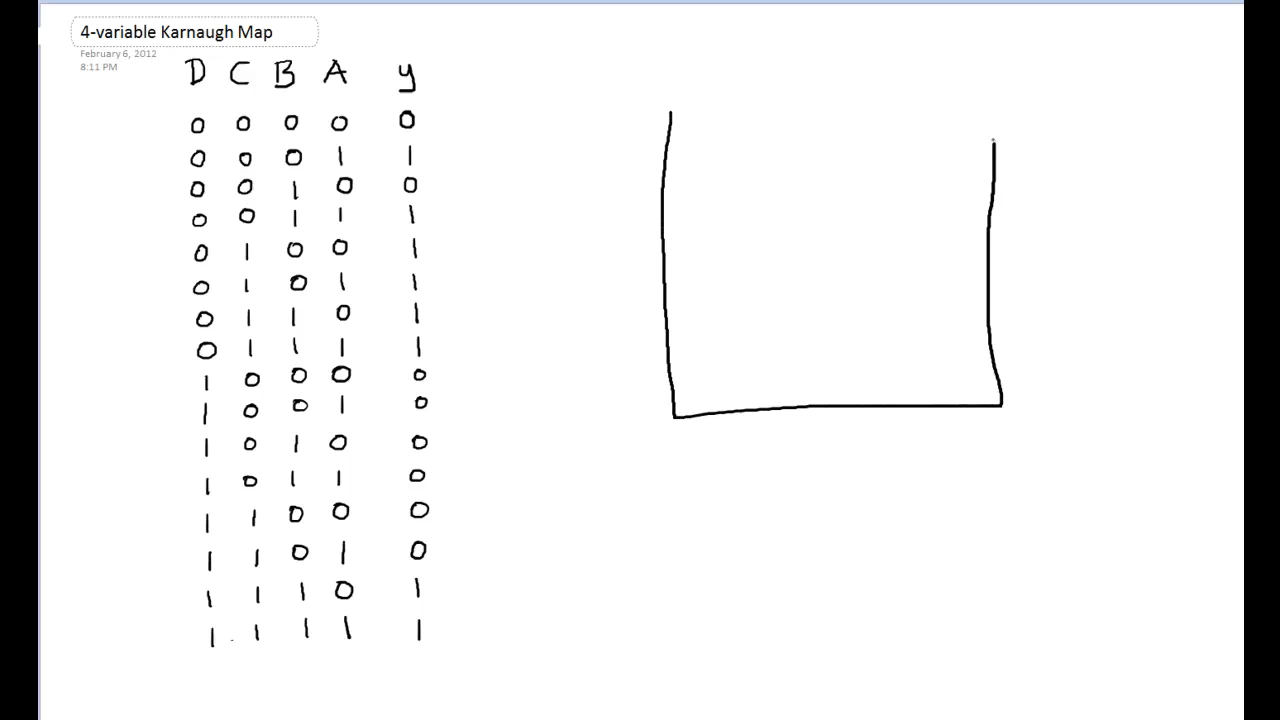 4-variable Karnaugh Map
February 6, 2012
8:11 PM
D C B A y
0 0 0 0 0
0 0 0 1 1
0 0 1 0 0
0 0 1 1 1
0 1 0 0 1
0 1 0 1 1
0 1 1 0 1
0 1 1 1 1
1 0 0 0 0
1 0 0 1 0
1 0 1 0 0
1 0 1 1 0
1 1 0 0 0
1 1 0 1 0
1 1 1 0 1
1 1 1 1 1